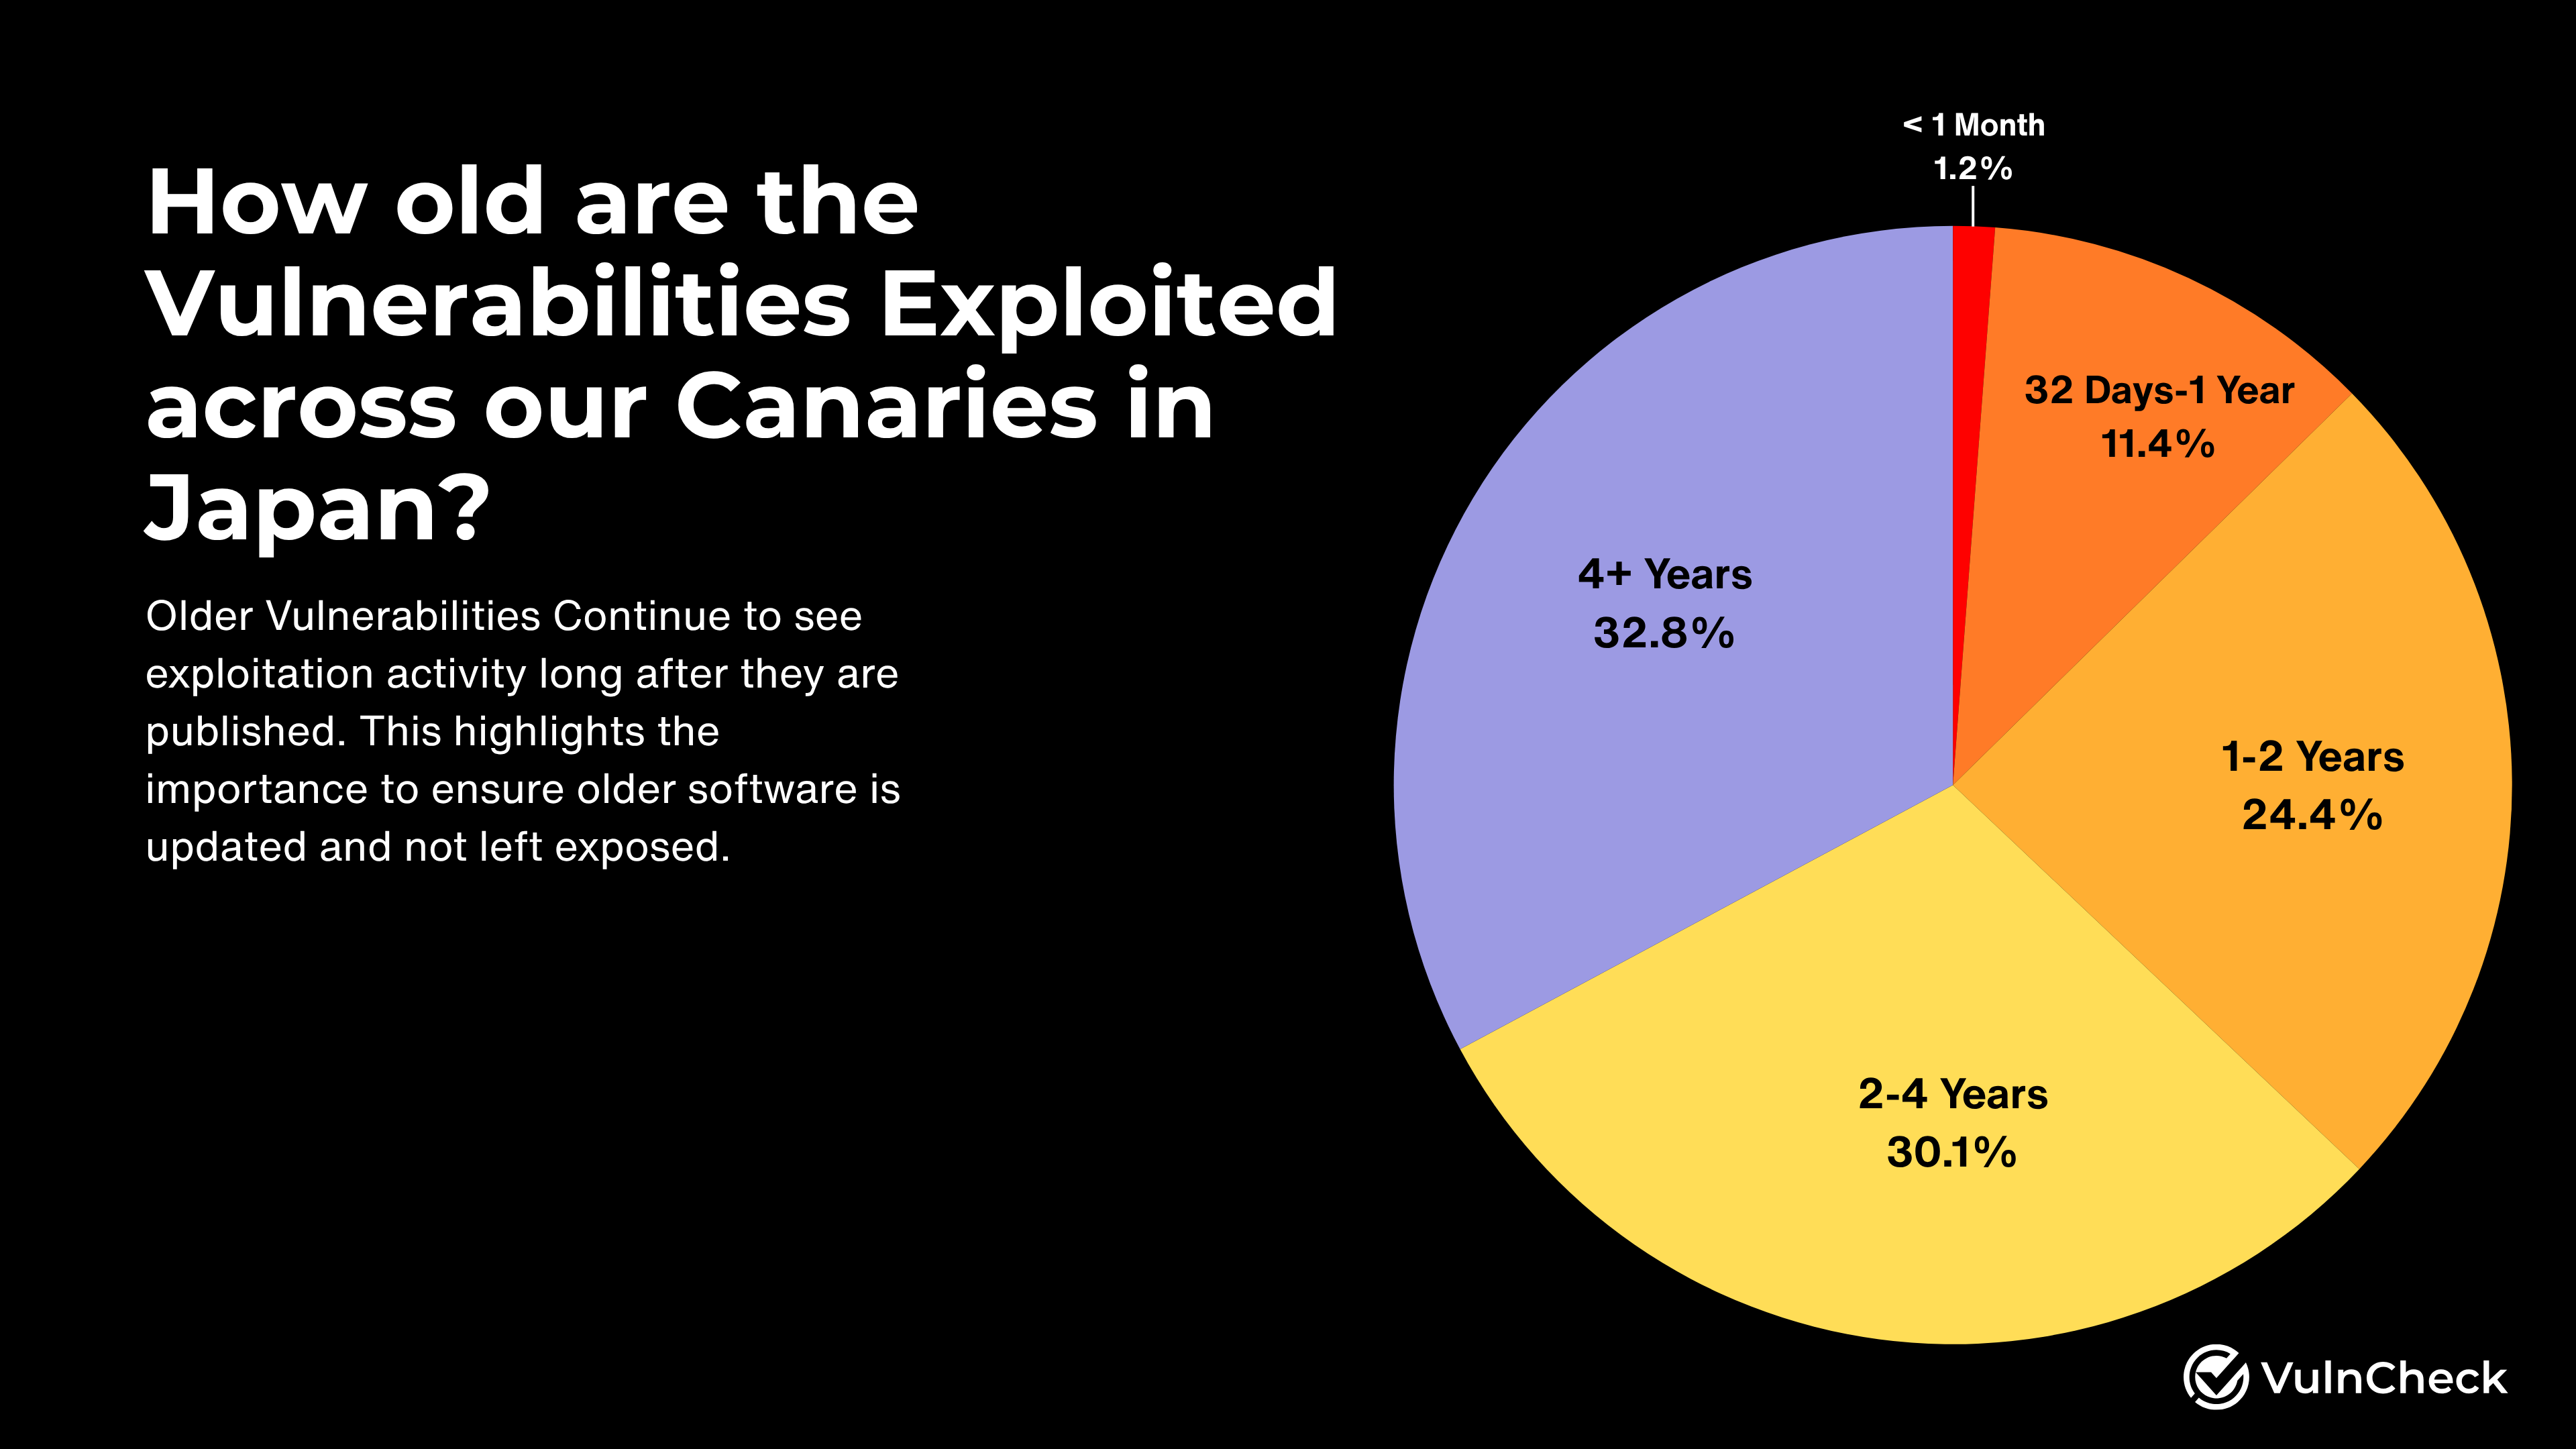 How old are the
Vulnerabilities Exploited
across our Canaries in
Japan?
Older Vulnerabilities Continue to see
exploitation activity long after they are
published. This highlights the
importance to ensure older software is
updated and not left exposed.
< 1 Month
1.2%
32 Days-1 Year
11.4%
4+ Years
32.8%
1-2 Years
24.4%
2-4 Years
30.1%
VulnCheck